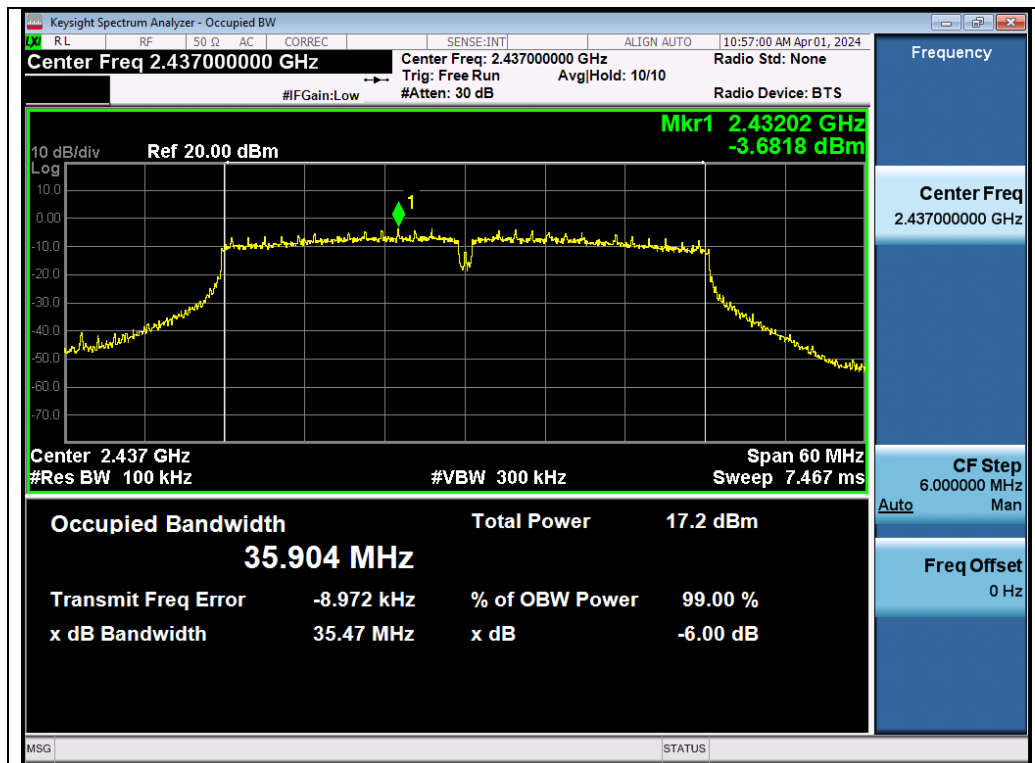 Keysight Spectrum Analyzer - Occupied BW
LXI RL RF 50 Ω AC CORREC SENSE:INT ALIGN AUTO 10:57:00 AM Apr 01, 2024
Center Freq 2.437000000 GHz
#IFGain:Low
Center Freq: 2.437000000 GHz
Trig: Free Run Avg|Hold: 10/10
#Atten: 30 dB
Radio Std: None
Radio Device: BTS
Frequency
Mkr1 2.43202 GHz
-3.6818 dBm
10 dB/div Ref 20.00 dBm
Log
10.0
0.00
-10.0
-20.0
-30.0
-40.0
-50.0
-60.0
-70.0
1
Center Freq
2.437000000 GHz
Center 2.437 GHz Span 60 MHz
#Res BW 100 kHz #VBW 300 kHz Sweep 7.467 ms
CF Step
6.000000 MHz
Auto Man
Occupied Bandwidth Total Power 17.2 dBm
35.904 MHz
Transmit Freq Error -8.972 kHz % of OBW Power 99.00 %
x dB Bandwidth 35.47 MHz x dB -6.00 dB
Freq Offset
0 Hz
MSG STATUS